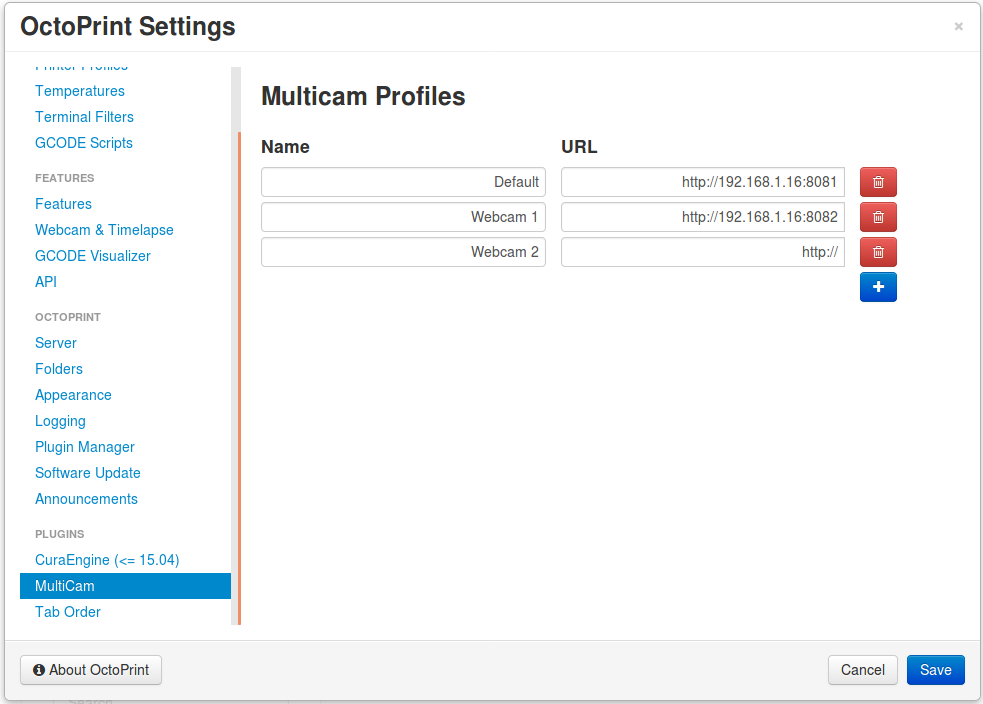 OctoPrint Settings
×
Printer Profiles
Temperatures
Terminal Filters
GCODE Scripts
FEATURES
Features
Webcam & Timelapse
GCODE Visualizer
API
OCTOPRINT
Server
Folders
Appearance
Logging
Plugin Manager
Software Update
Announcements
PLUGINS
CuraEngine (<= 15.04)
MultiCam
Tab Order
Multicam Profiles
Name URL
Default http://192.168.1.16:8081
Webcam 1 http://192.168.1.16:8082
Webcam 2 http://
+
About OctoPrint
Cancel
Save
Search